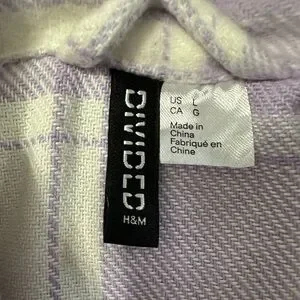 DIVIDED
H&M
US L
CA G
Made in
China
Fabriqué en
Chine